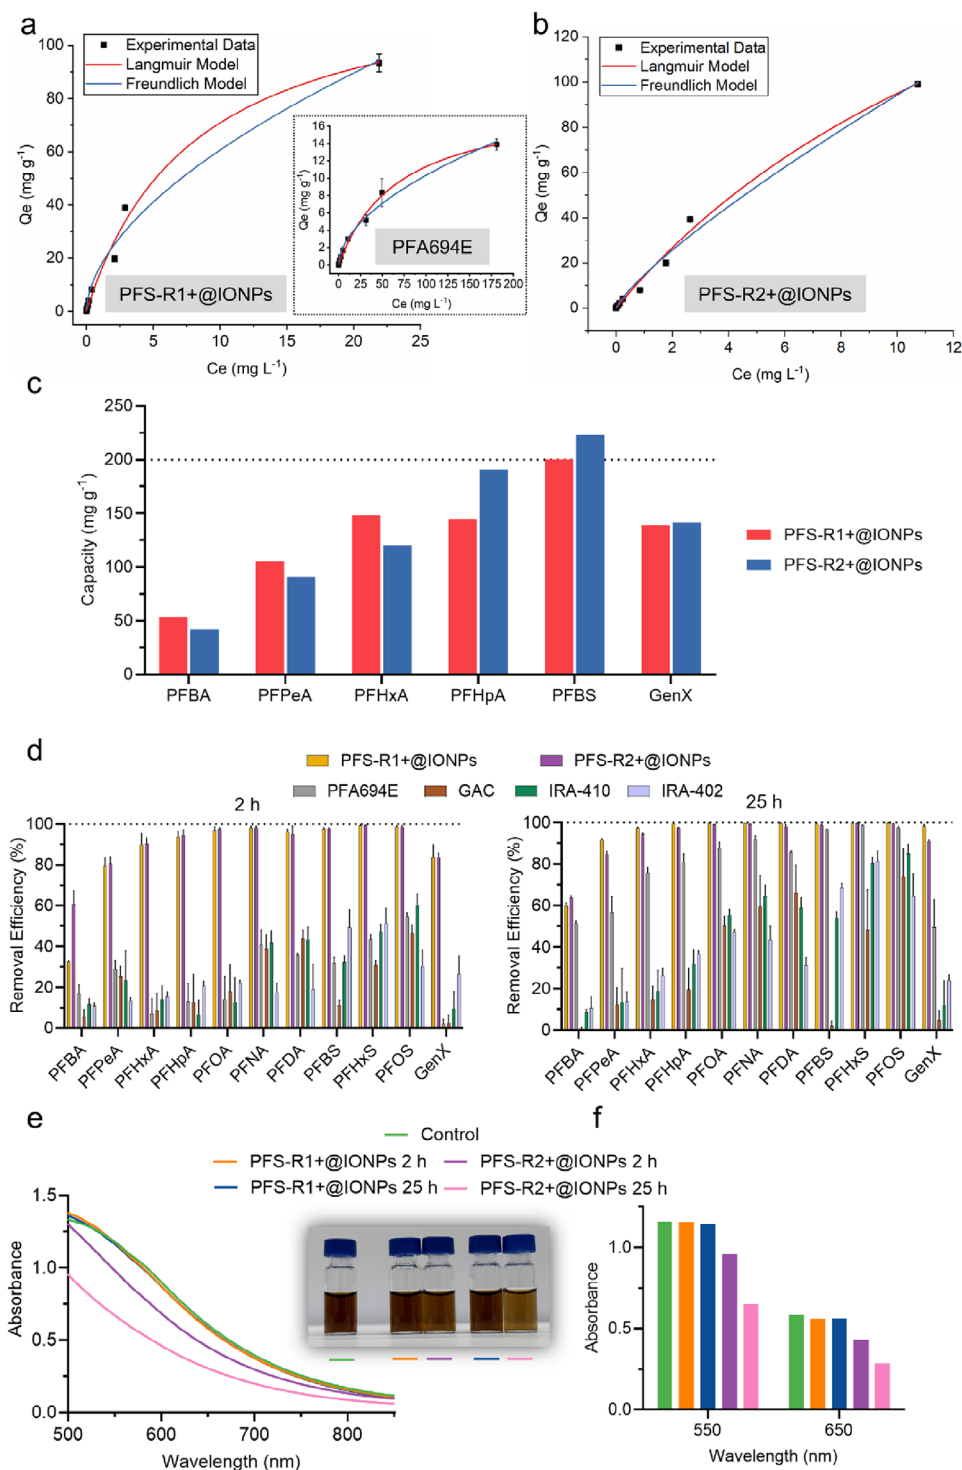 a
Experimental Data
Langmuir Model
Freundlich Model
Qe (mg g⁻¹)
100
80
60
40
20
0
0 5 10 15 20 25
Ce (mg L⁻¹)
PFS-R1+@IONPs
Qe (mg g⁻¹)
16
14
12
10
8
6
4
2
0
0 25 50 75 100 125 150 175 200
Ce (mg L⁻¹)
PFA694E
b
Experimental Data
Langmuir Model
Freundlich Model
Qe (mg g⁻¹)
120
100
80
60
40
20
0
0 2 4 6 8 10 12
Ce (mg L⁻¹)
PFS-R2+@IONPs
c
Capacity (mg g⁻¹)
250
200
150
100
50
0
PFBA PFPeA PFHxA PFHpA PFBS GenX
PFS-R1+@IONPs
PFS-R2+@IONPs
d
PFS-R1+@IONPs PFS-R2+@IONPs
PFA694E GAC IRA-410 IRA-402
2 h
Removal Efficiency (%)
100
80
60
40
20
0
PFBA PFPeA PFHxA PFHpA PFOA PFNA PFDA PFBS PFHxS PFOS GenX
25 h
Removal Efficiency (%)
100
80
60
40
20
0
PFBA PFPeA PFHxA PFHpA PFOA PFNA PFDA PFBS PFHxS PFOS GenX
e
Control
PFS-R1+@IONPs 2 h PFS-R2+@IONPs 2 h
PFS-R1+@IONPs 25 h PFS-R2+@IONPs 25 h
Absorbance
1.5
1.0
0.5
0.0
500 600 700 800
Wavelength (nm)
f
Absorbance
1.0
0.5
0.0
550 650
Wavelength (nm)